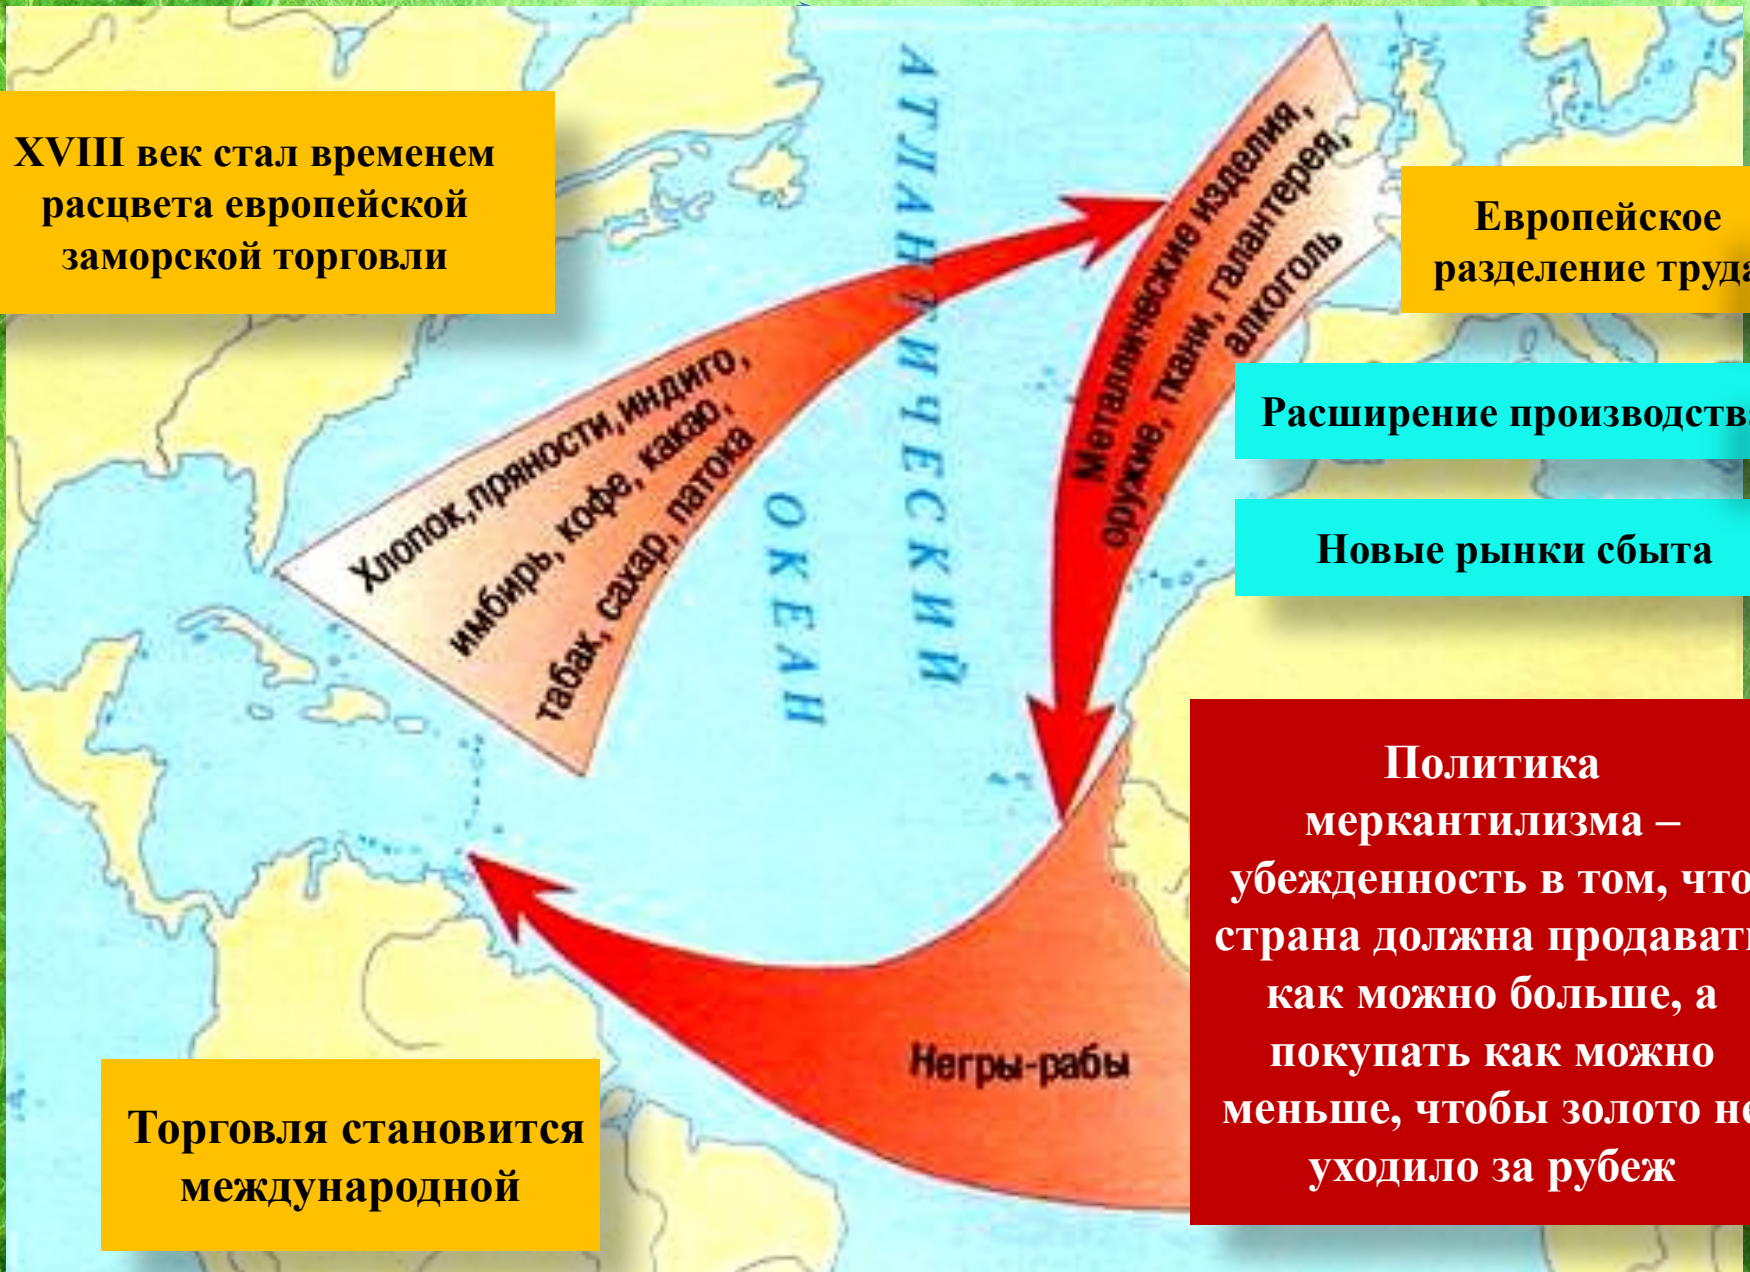 XVIII век стал временем
расцвета европейской
заморской торговли
АТЛАНТИЧЕСКИЙ
ОКЕАН
Металлические изделия,
оружие, ткани, галантерея,
алкоголь
Европейское
разделение труда
Расширение производств
Новые рынки сбыта
Хлопок, пряности, индиго,
имбирь, кофе, какао,
табак, сахар, патока
Негры-рабы
Политика
меркантилизма –
убежденность в том, что
страна должна продавать
как можно больше, а
покупать как можно
меньше, чтобы золото не
уходило за рубеж
Торговля становится
международной